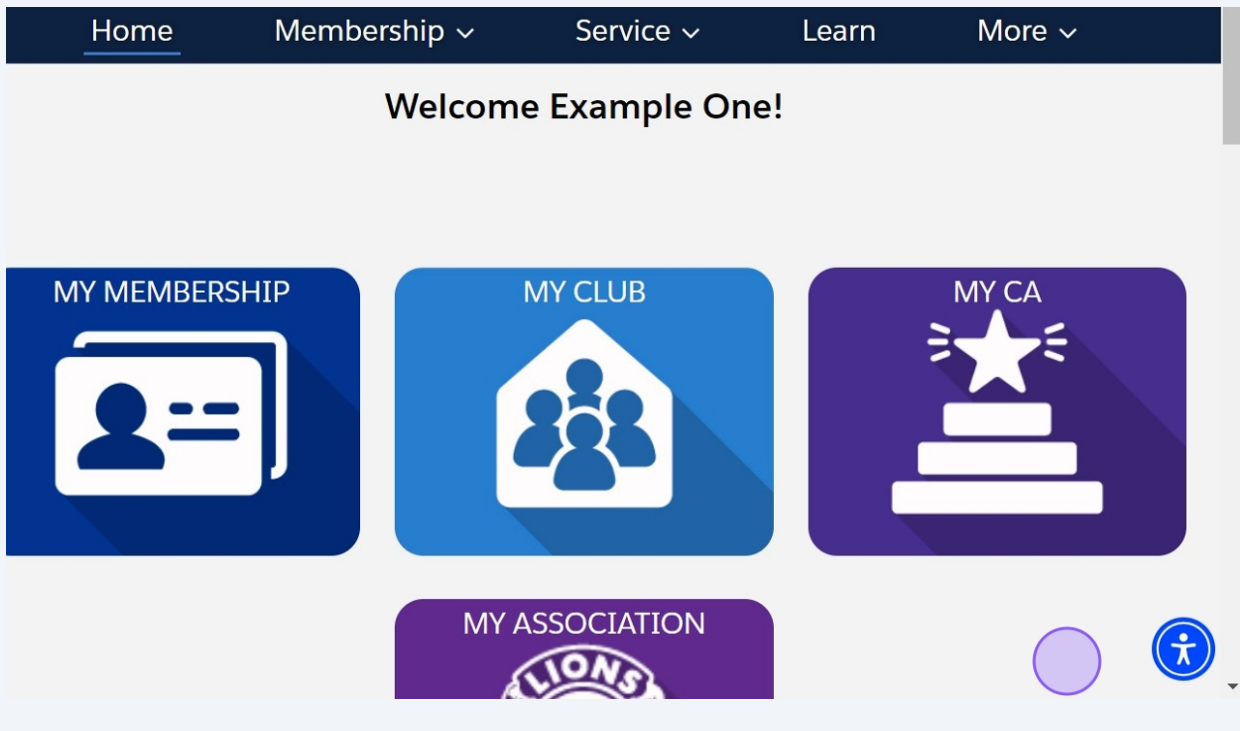 Home Membership Service Learn More
Welcome Example One!
MY MEMBERSHIP MY CLUB MY CA
MY ASSOCIATION
LIONS